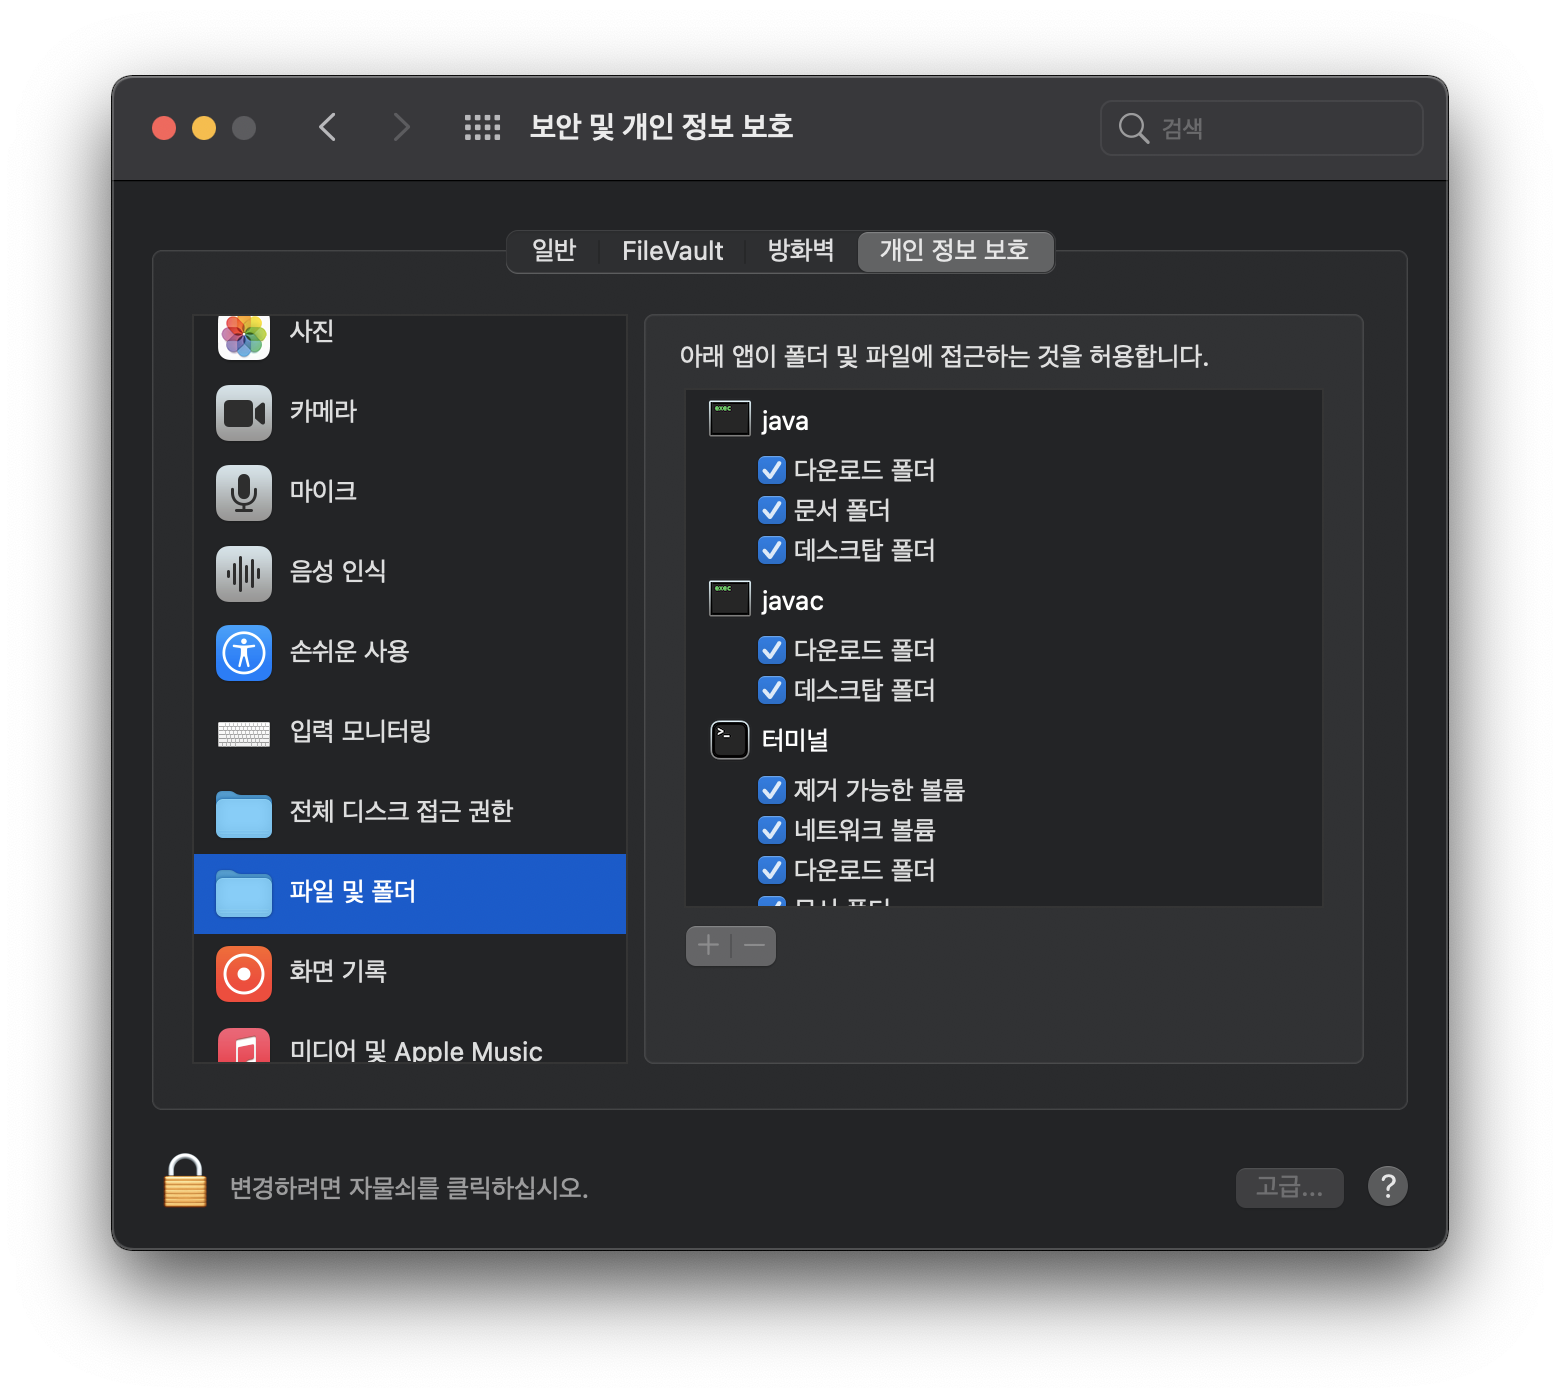 보안 및 개인 정보 보호
검색
일반
FileVault
방화벽
개인 정보 보호
사진
카메라
마이크
음성 인식
손쉬운 사용
입력 모니터링
전체 디스크 접근 권한
파일 및 폴더
화면 기록
미디어 및 Apple Music
아래 앱이 폴더 및 파일에 접근하는 것을 허용합니다.
exec
java
다운로드 폴더
문서 폴더
데스크탑 폴더
exec
javac
다운로드 폴더
데스크탑 폴더
터미널
제거 가능한 볼륨
네트워크 볼륨
다운로드 폴더
문서 폴더
변경하려면 자물쇠를 클릭하십시오.
고급...
?